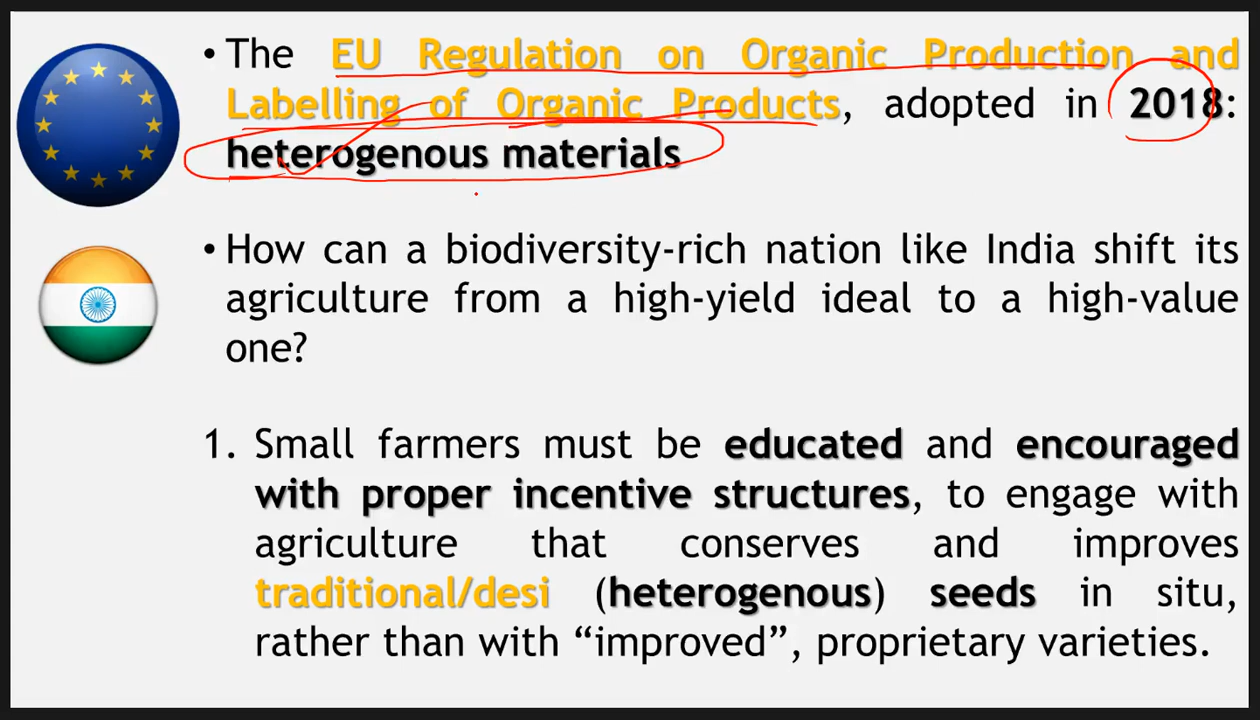 • The EU Regulation on Organic Production and
Labelling of Organic Products, adopted in 2018:
heterogenous materials
• How can a biodiversity-rich nation like India shift its
agriculture from a high-yield ideal to a high-value
one?
1. Small farmers must be educated and encouraged
with proper incentive structures, to engage with
agriculture that conserves and improves
traditional/desi (heterogenous) seeds in situ,
rather than with “improved”, proprietary varieties.